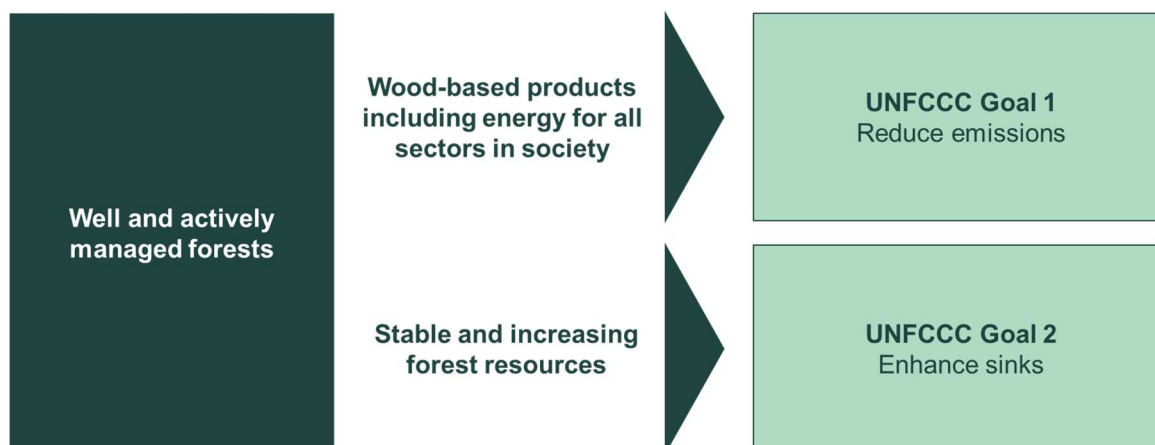 Well and actively
managed forests
Wood-based products
including energy for all
sectors in society
UNFCCC Goal 1
Reduce emissions
Stable and increasing
forest resources
UNFCCC Goal 2
Enhance sinks